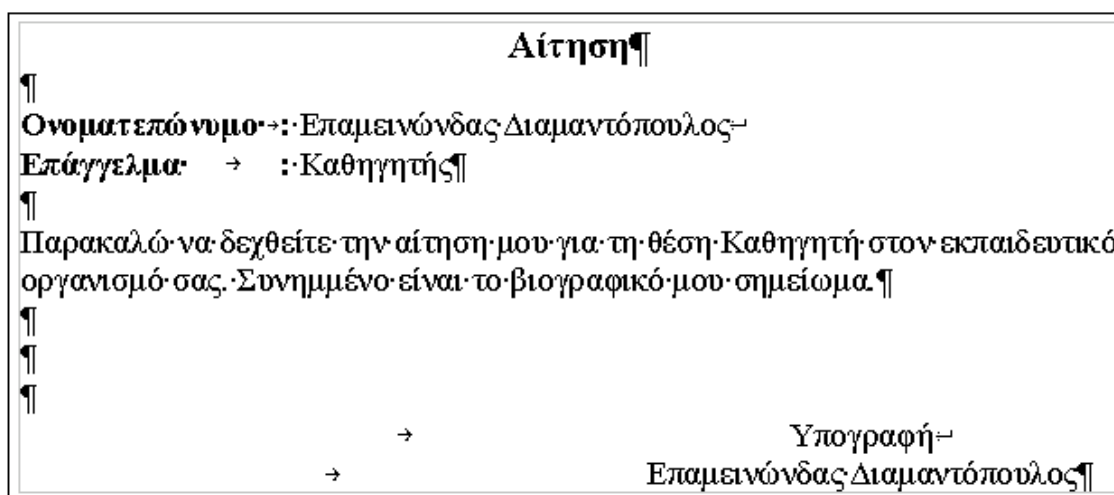 Αίτηση¶
¶
Ονοματεπώνυμο·→:·Επαμεινώνδας·Διαμαντόπουλος↵
Επάγγελμα· → :·Καθηγητής¶
¶
Παρακαλώ·να·δεχθείτε·την·αίτηση·μου·για·τη·θέση·Καθηγητή·στον·εκπαιδευτικό
οργανισμό·σας.·Συνημμένο·είναι·το·βιογραφικό·μου·σημείωμα.¶
¶
¶
¶
→ Υπογραφή↵
→ Επαμεινώνδας·Διαμαντόπουλος¶